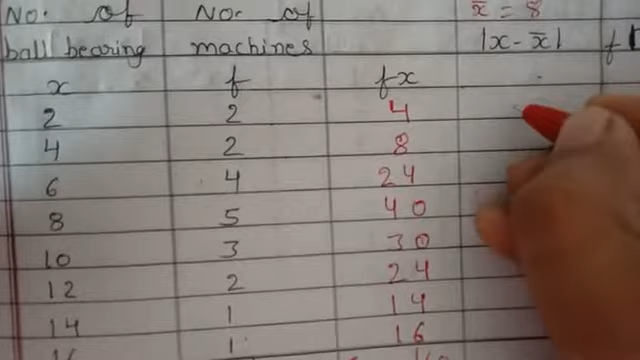 No. of No. of x̄ = 8
ball bearing machines |x - x̄| f|
x f fx
2 2 4
4 2 8
6 4 24
8 5 40
10 3 30
12 2 24
14 1 14
1 16